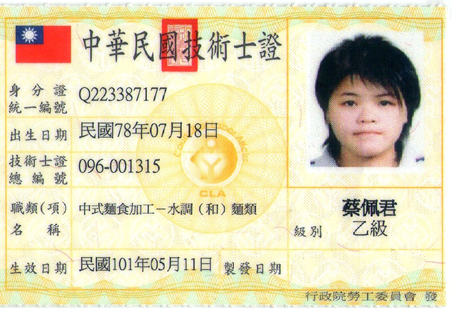 中華民國技術士證
身分證
統一編號 Q223387177
出生日期 民國78年07月18日
技術士證
總編號 096-001315
職類(項)
名稱 中式麵食加工－水調（和）麵類
蔡佩君
級別 乙級
生效日期 民國101年05月11日 製發日期
行政院勞工委員會 發
CLA